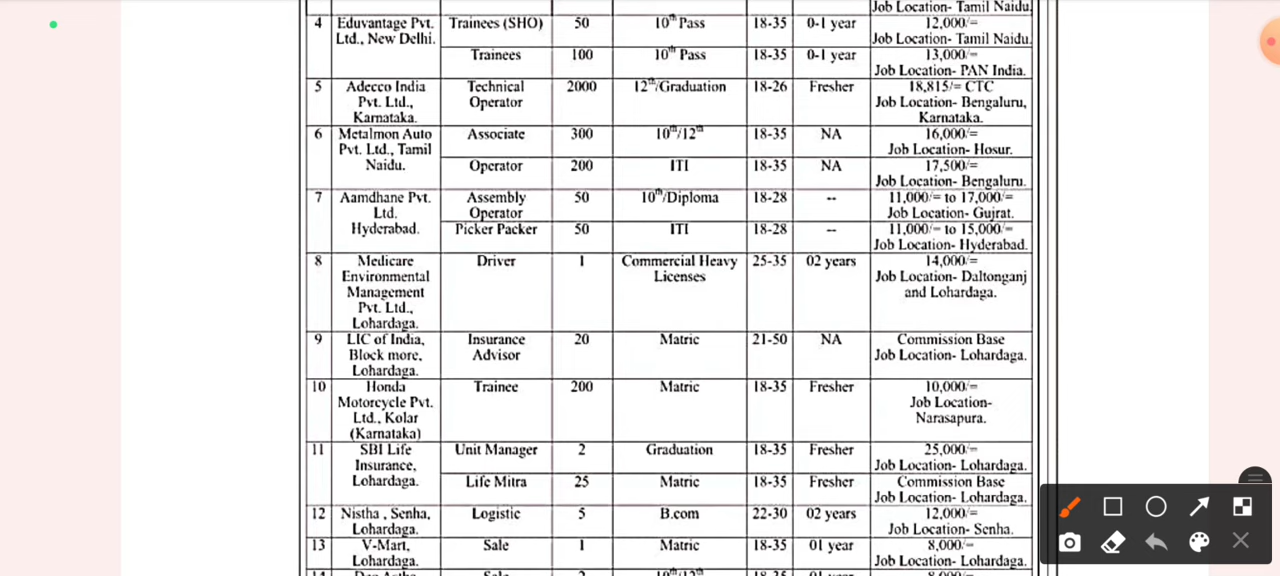 Job Location- Tamil Naidu.
4 Eduvantage Pvt. Ltd., New Delhi. Trainees (SHO) 50 10th Pass 18-35 0-1 year 12,000/= Job Location- Tamil Naidu.
Trainees 100 10th Pass 18-35 0-1 year 13,000/= Job Location- PAN India.
5 Adecco India Pvt. Ltd., Karnataka. Technical Operator 2000 12th/Graduation 18-26 Fresher 18,815/= CTC Job Location- Bengaluru, Karnataka.
6 Metalmon Auto Pvt. Ltd., Tamil Naidu. Associate 300 10th/12th 18-35 NA 16,000/= Job Location- Hosur.
Operator 200 ITI 18-35 NA 17,500/= Job Location- Bengaluru.
7 Aamdhane Pvt. Ltd. Hyderabad. Assembly Operator 50 10th/Diploma 18-28 -- 11,000/= to 17,000/= Job Location- Gujrat.
Picker Packer 50 ITI 18-28 -- 11,000/= to 15,000/= Job Location- Hyderabad.
8 Medicare Environmental Management Pvt. Ltd., Lohardaga. Driver 1 Commercial Heavy Licenses 25-35 02 years 14,000/= Job Location- Daltonganj and Lohardaga.
9 LIC of India, Block more, Lohardaga. Insurance Advisor 20 Matric 21-50 NA Commission Base Job Location- Lohardaga.
10 Honda Motorcycle Pvt. Ltd., Kolar (Karnataka) Trainee 200 Matric 18-35 Fresher 10,000/= Job Location- Narasapura.
11 SBI Life Insurance, Lohardaga. Unit Manager 2 Graduation 18-35 Fresher 25,000/= Job Location- Lohardaga.
Life Mitra 25 Matric 18-35 Fresher Commission Base Job Location- Lohardaga.
12 Nistha , Senha, Lohardaga. Logistic 5 B.com 22-30 02 years 12,000/= Job Location- Senha.
13 V-Mart, Lohardaga. Sale 1 Matric 18-35 01 year 8,000/= Job Location- Lohardaga.